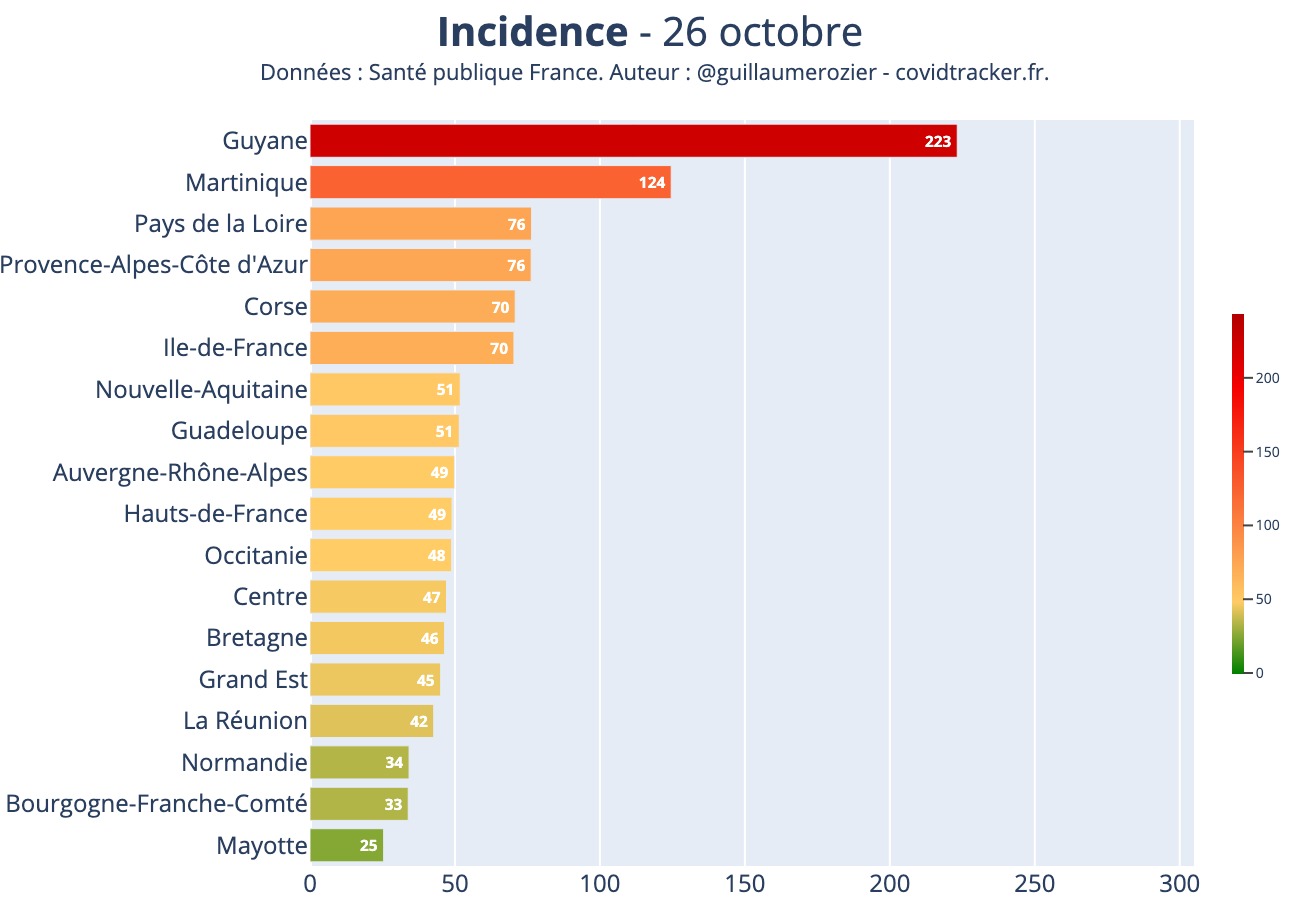 Incidence - 26 octobre
Données : Santé publique France. Auteur : @guillaumerozier - covidtracker.fr.
Guyane 223
Martinique 124
Pays de la Loire 76
Provence-Alpes-Côte d'Azur 76
Corse 70
Ile-de-France 70
Nouvelle-Aquitaine 51
Guadeloupe 51
Auvergne-Rhône-Alpes 49
Hauts-de-France 49
Occitanie 48
Centre 47
Bretagne 46
Grand Est 45
La Réunion 42
Normandie 34
Bourgogne-Franche-Comté 33
Mayotte 25
0 50 100 150 200 250 300
200
150
100
50
0